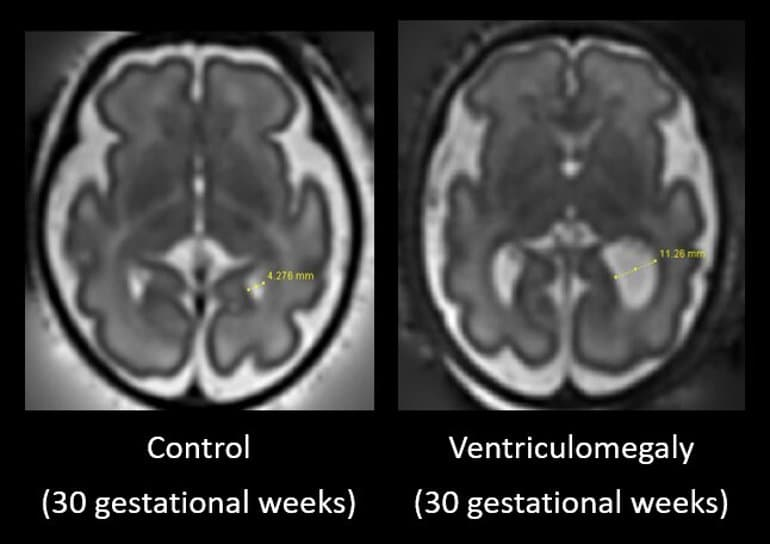 4.276 mm
11.26 mm
Control
(30 gestational weeks)
Ventriculomegaly
(30 gestational weeks)